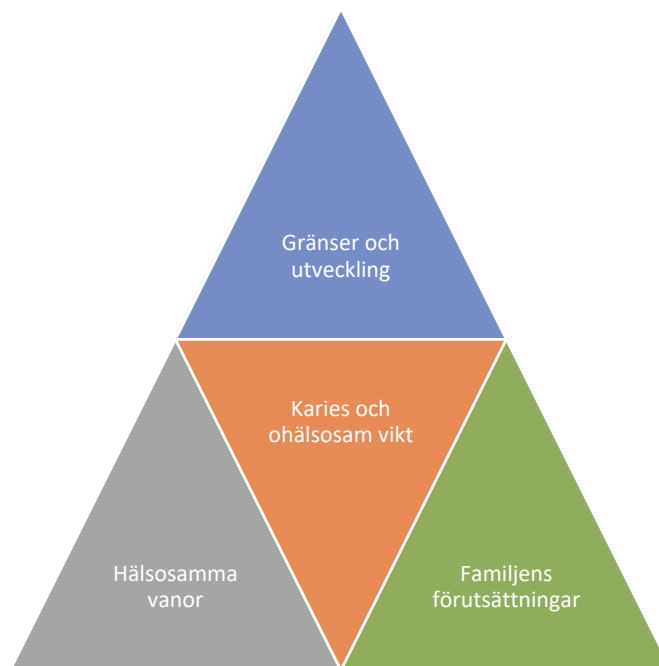 Gränser och
utveckling
Karies och
ohälsosam vikt
Hälsosamma
vanor
Familjens
förutsättningar